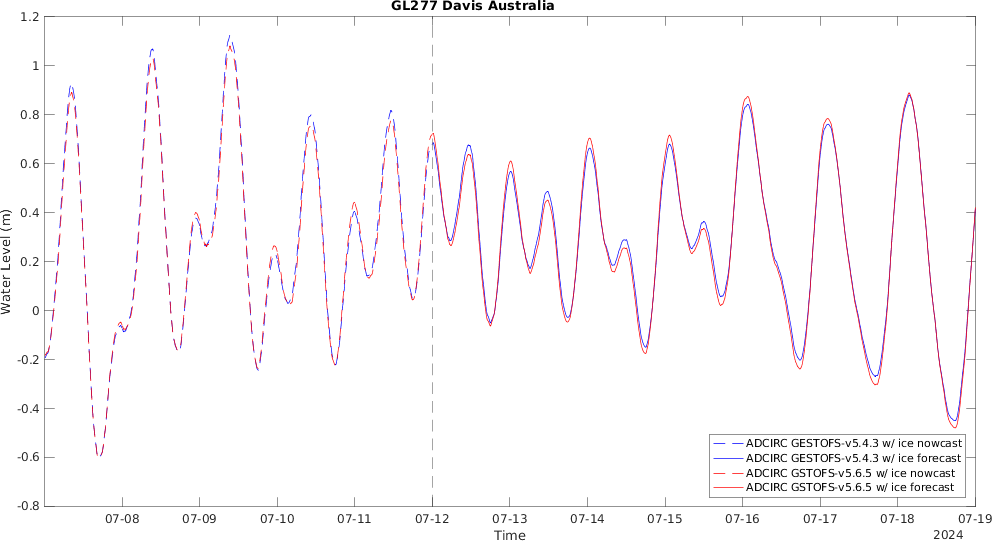 GL277 Davis Australia
1.2
1
0.8
0.6
0.4
0.2
0
-0.2
-0.4
-0.6
-0.8
Water Level (m)
ADCIRC GESTOFS-v5.4.3 w/ ice nowcast
ADCIRC GESTOFS-v5.4.3 w/ ice forecast
ADCIRC GSTOFS-v5.6.5 w/ ice nowcast
ADCIRC GSTOFS-v5.6.5 w/ ice forecast
07-08 07-09 07-10 07-11 07-12 07-13 07-14 07-15 07-16 07-17 07-18 07-19
Time
2024